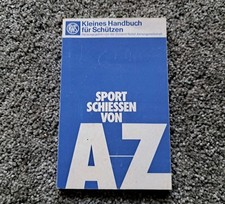 Kleines Handbuch
für Schützen
SPORT
SCHIESSEN
VON
A-Z